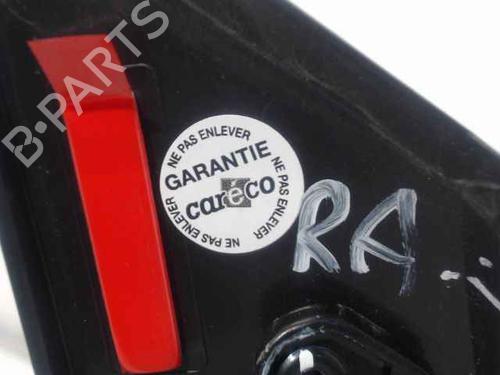 B-PARTS
NE PAS ENLEVER
NE PAS ENLEVER
NE PAS ENLEVER
GARANTIE
careco
RA